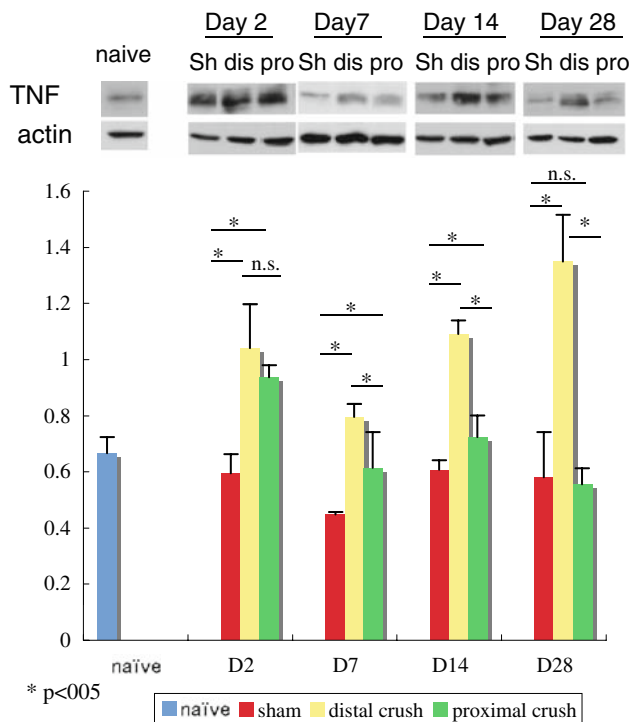 Day 2 Day7 Day 14 Day 28
naive Sh dis pro Sh dis pro Sh dis pro Sh dis pro
TNF
actin
n.s.
1.6
* *
* *
1.4
* n.s. *
1.2
* *
*
1
*
0.8
*
0.6
0.4
0.2
0
naïve D2 D7 D14 D28
* p<005
naïve sham distal crush proximal crush